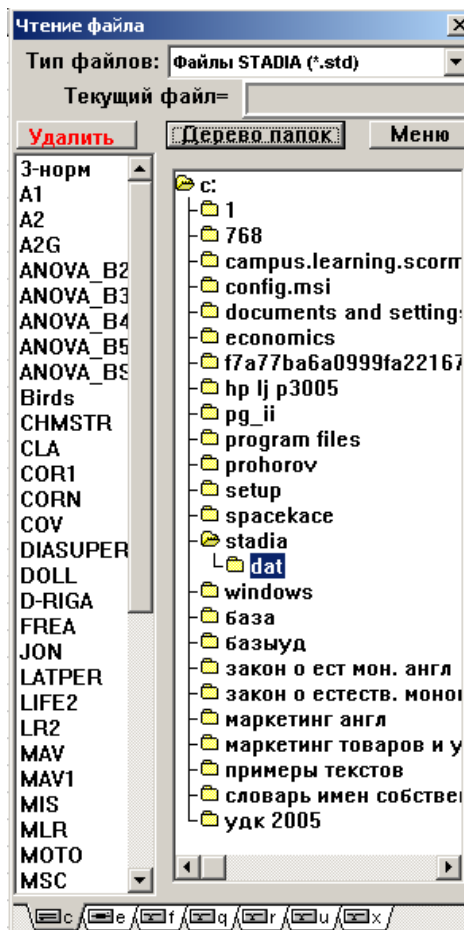 Чтение файла
Тип файлов: Файлы STADIA (*.std)
Текущий файл=
Удалить Дерево папок Меню
3-норм
A1
A2
A2G
ANOVA_B2
ANOVA_B3
ANOVA_B4
ANOVA_B5
ANOVA_BS
Birds
CHMSTR
CLA
COR1
CORN
COV
DIASUPER
DOLL
D-RIGA
FREA
JON
LATPER
LIFE2
LR2
MAV
MAV1
MIS
MLR
MOTO
MSC
c:
1
768
campus.learning.scorm
config.msi
documents and settings
economics
f7a77ba6a0999fa22167
hp lj p3005
pg_ii
program files
prohorov
setup
spacekace
stadia
dat
windows
база
базыуд
закон о ест мон. англ
закон о естеств. моно
маркетинг англ
маркетинг товаров и у
примеры текстов
словарь имен собстве
удк 2005
c e f q r u x